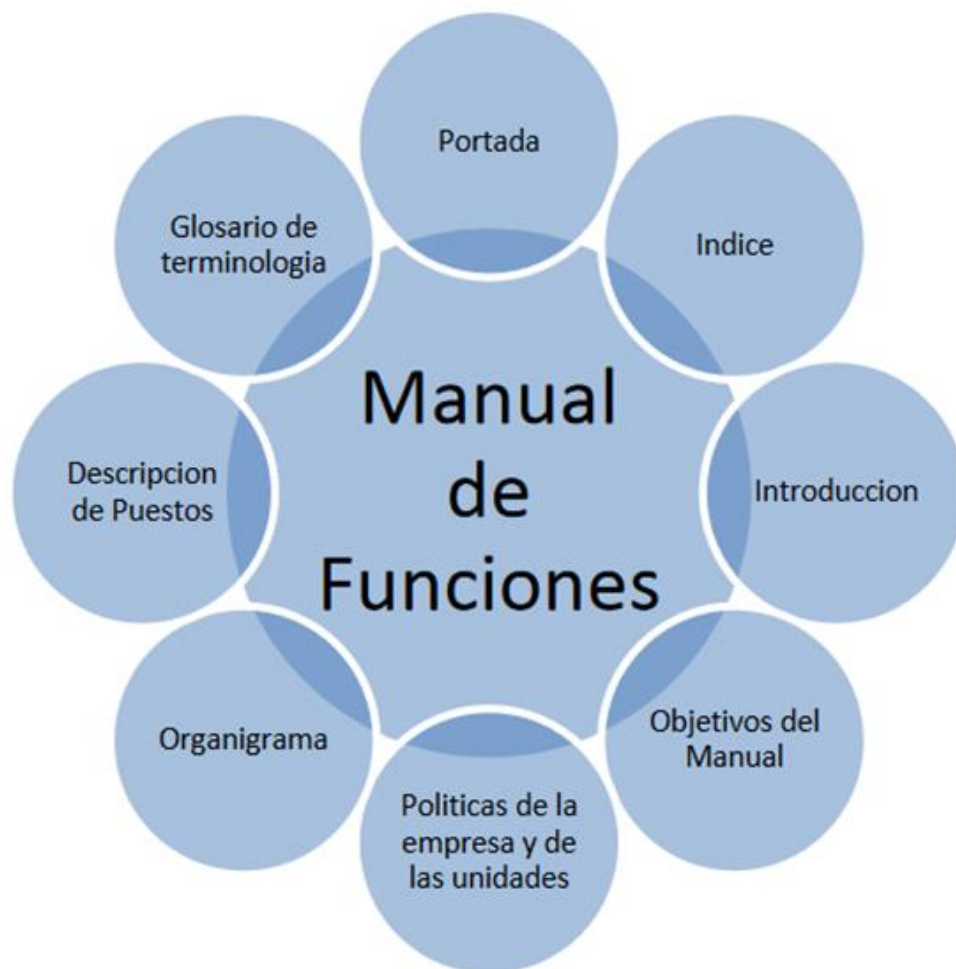 Portada
Indice
Introduccion
Objetivos del
Manual
Politicas de la
empresa y de
las unidades
Organigrama
Descripcion
de Puestos
Glosario de
terminologia
Manual
de
Funciones